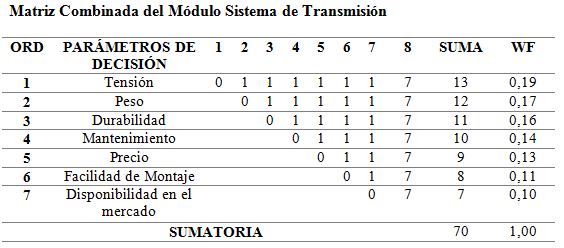 Matriz Combinada del Módulo Sistema de Transmisión
ORD PARÁMETROS DE DECISIÓN 1 2 3 4 5 6 7 8 SUMA WF
1 Tensión 0 1 1 1 1 1 1 7 13 0,19
2 Peso 0 1 1 1 1 1 7 12 0,17
3 Durabilidad 0 1 1 1 1 7 11 0,16
4 Mantenimiento 0 1 1 1 7 10 0,14
5 Precio 0 1 1 7 9 0,13
6 Facilidad de Montaje 0 1 7 8 0,11
7 Disponibilidad en el mercado 0 7 7 0,10
SUMATORIA 70 1,00